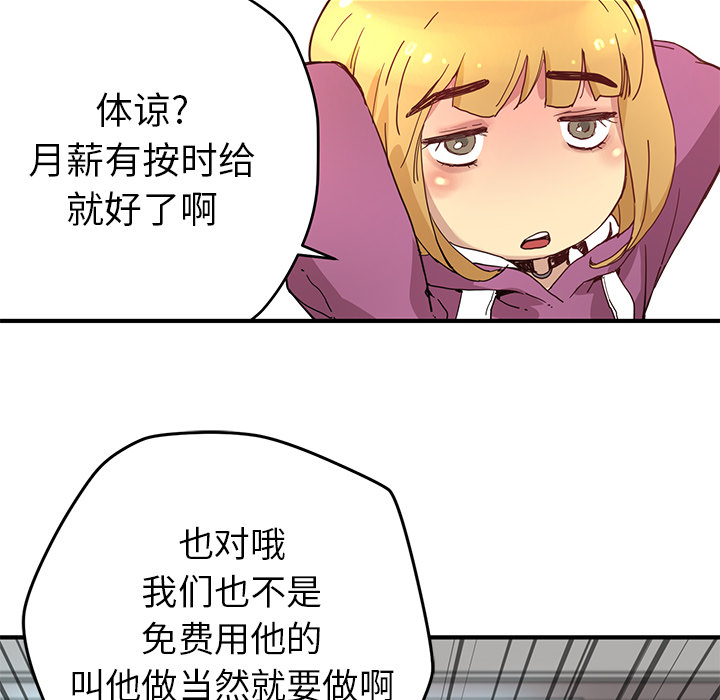 体谅?
月薪有按时给
就好了啊
也对哦
我们也不是
免费用他的
叫他做当然就要做啊